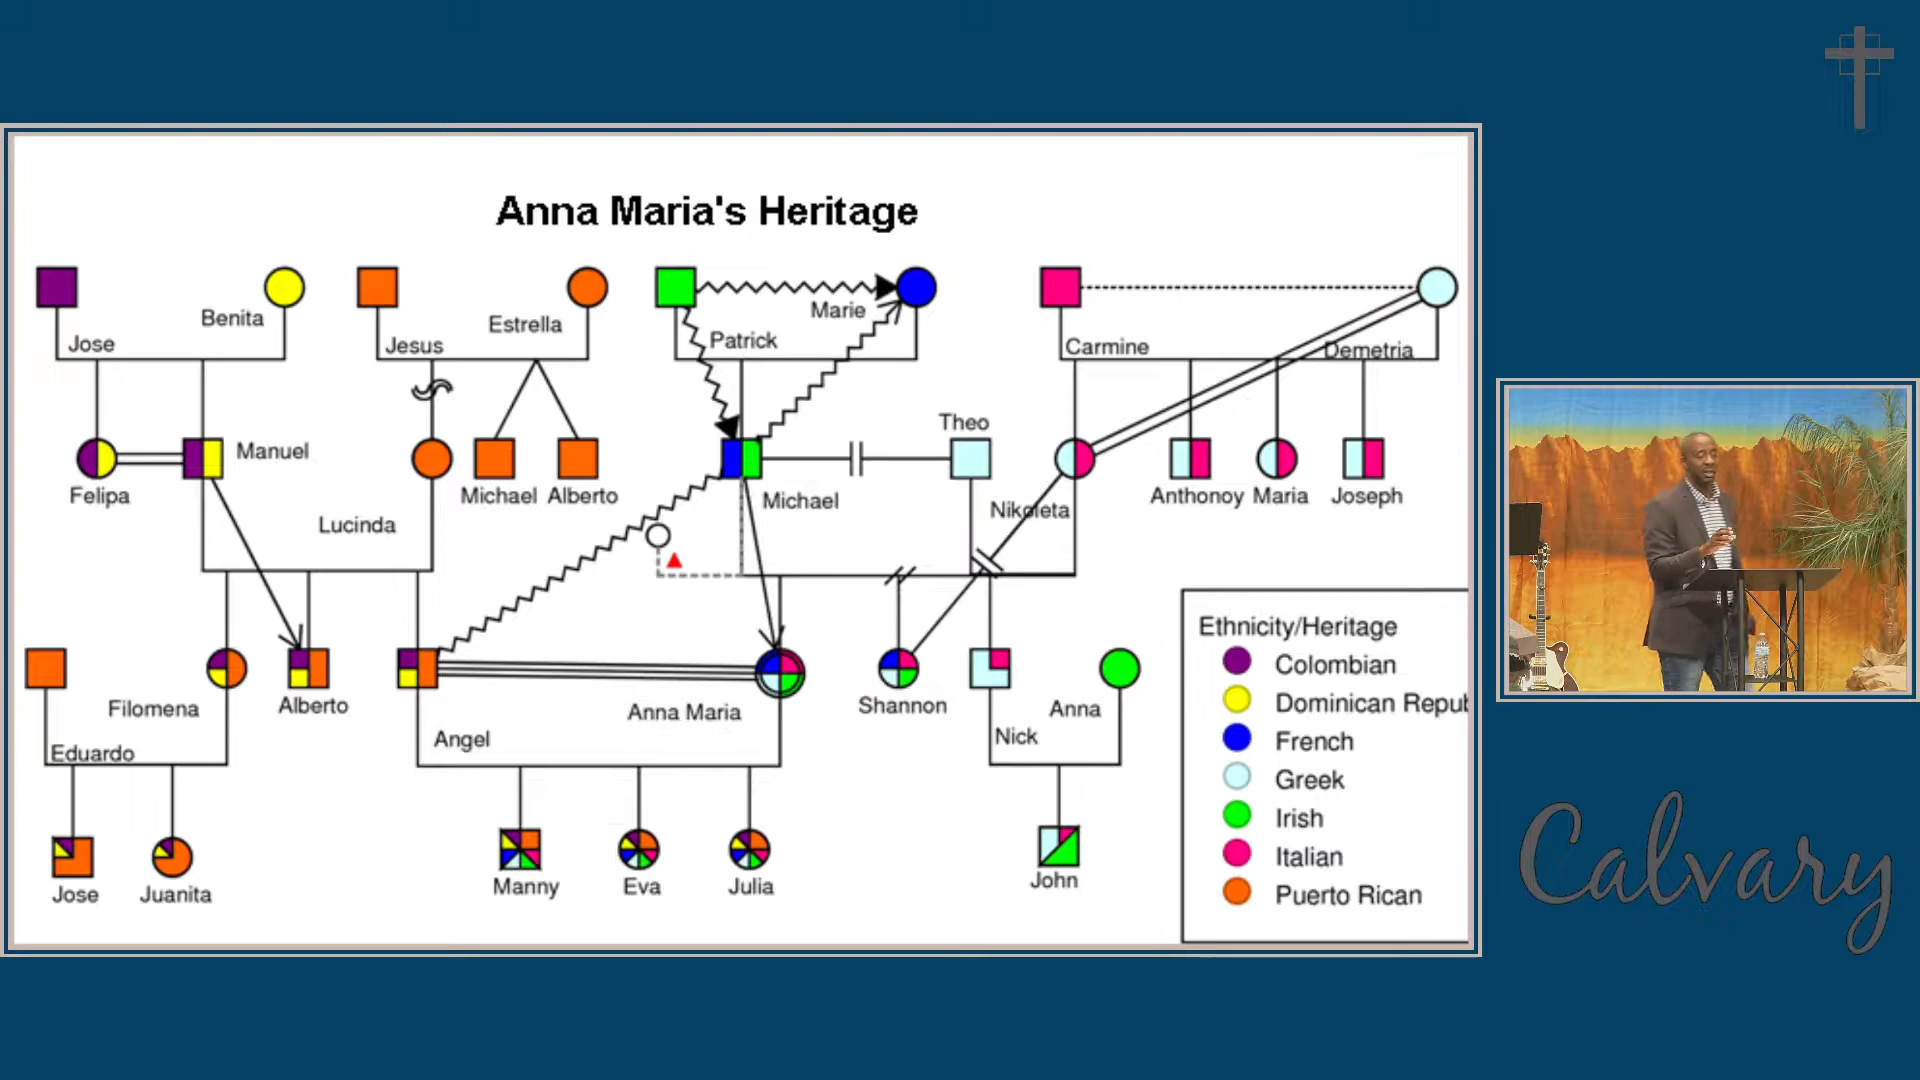 Anna Maria's Heritage
Benita
Estrella
Marie
Jose
Jesus
Patrick
Carmine
Demetria
Theo
Manuel
Felipa
Michael
Alberto
Michael
Nikoleta
Anthonoy
Maria
Joseph
Lucinda
Filomena
Alberto
Anna Maria
Shannon
Anna
Eduardo
Angel
Nick
Jose
Juanita
Manny
Eva
Julia
John
Ethnicity/Heritage
Colombian
Dominican Repub
French
Greek
Irish
Italian
Puerto Rican
Calvary